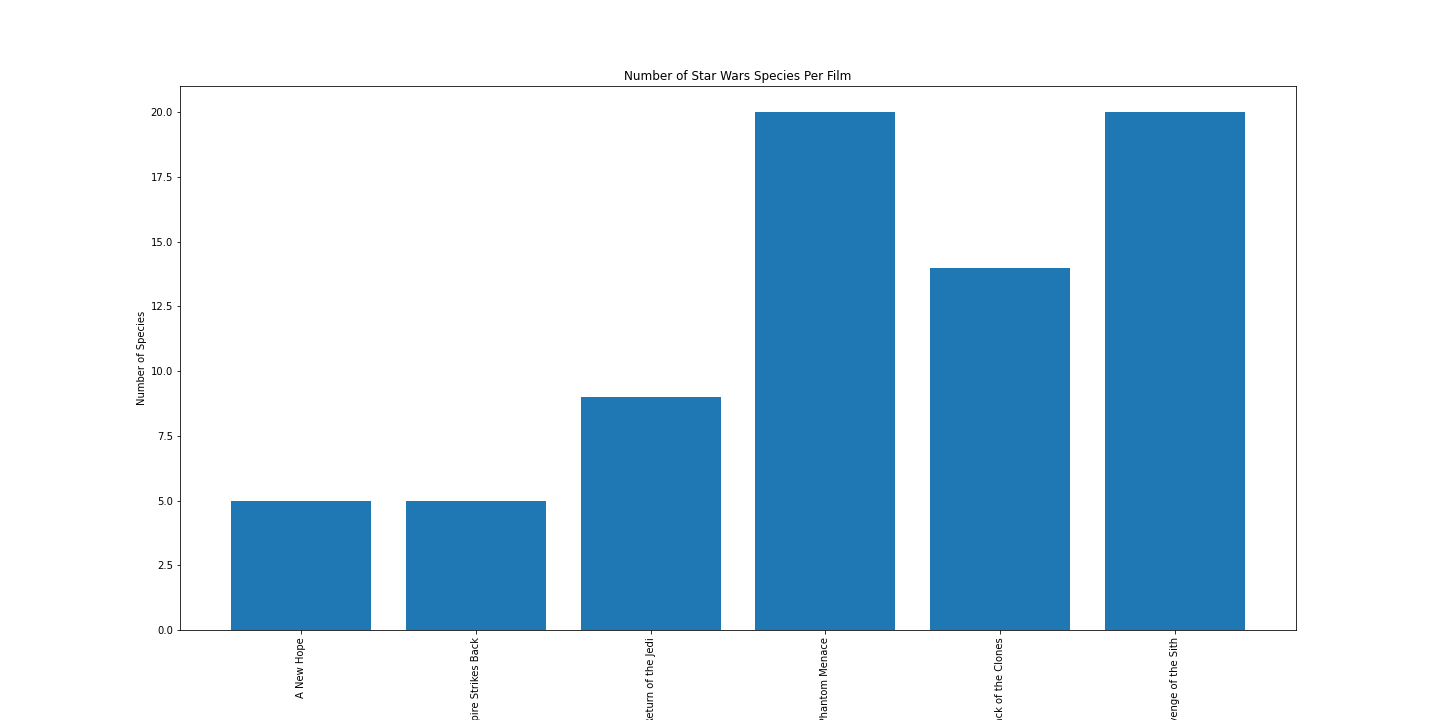 Number of Star Wars Species Per Film
20.0
17.5
15.0
12.5
10.0
7.5
5.0
2.5
0.0
Number of Species
A New Hope
Strikes Back
of the Jedi
Phantom Menace
of the Clones
of the Sith